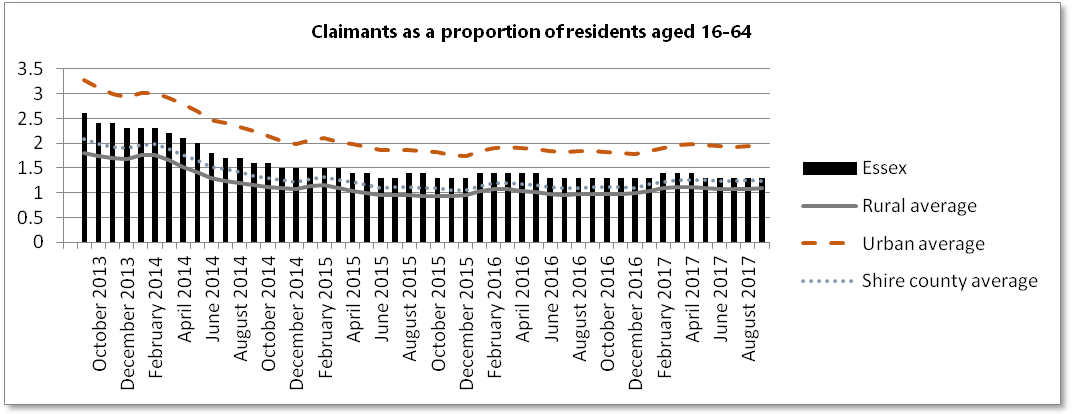 Claimants as a proportion of residents aged 16-64
3.5
3
2.5
2
1.5
1
0.5
0
October 2013
December 2013
February 2014
April 2014
June 2014
August 2014
October 2014
December 2014
February 2015
April 2015
June 2015
August 2015
October 2015
December 2015
February 2016
April 2016
June 2016
August 2016
October 2016
December 2016
February 2017
April 2017
June 2017
August 2017
Essex
Rural average
Urban average
Shire county average